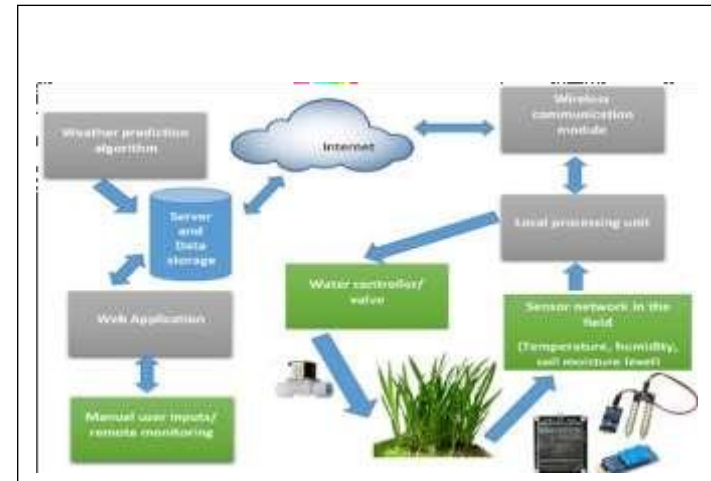 Weather prediction
algorithm
Internet
Wireless
communication
module
Server
and
Data
storage
Local processing unit
Water controller/
valve
Web Application
Sensor network in the
field
(Temperature, humidity,
soil moisture level)
Manual user inputs/
remote monitoring